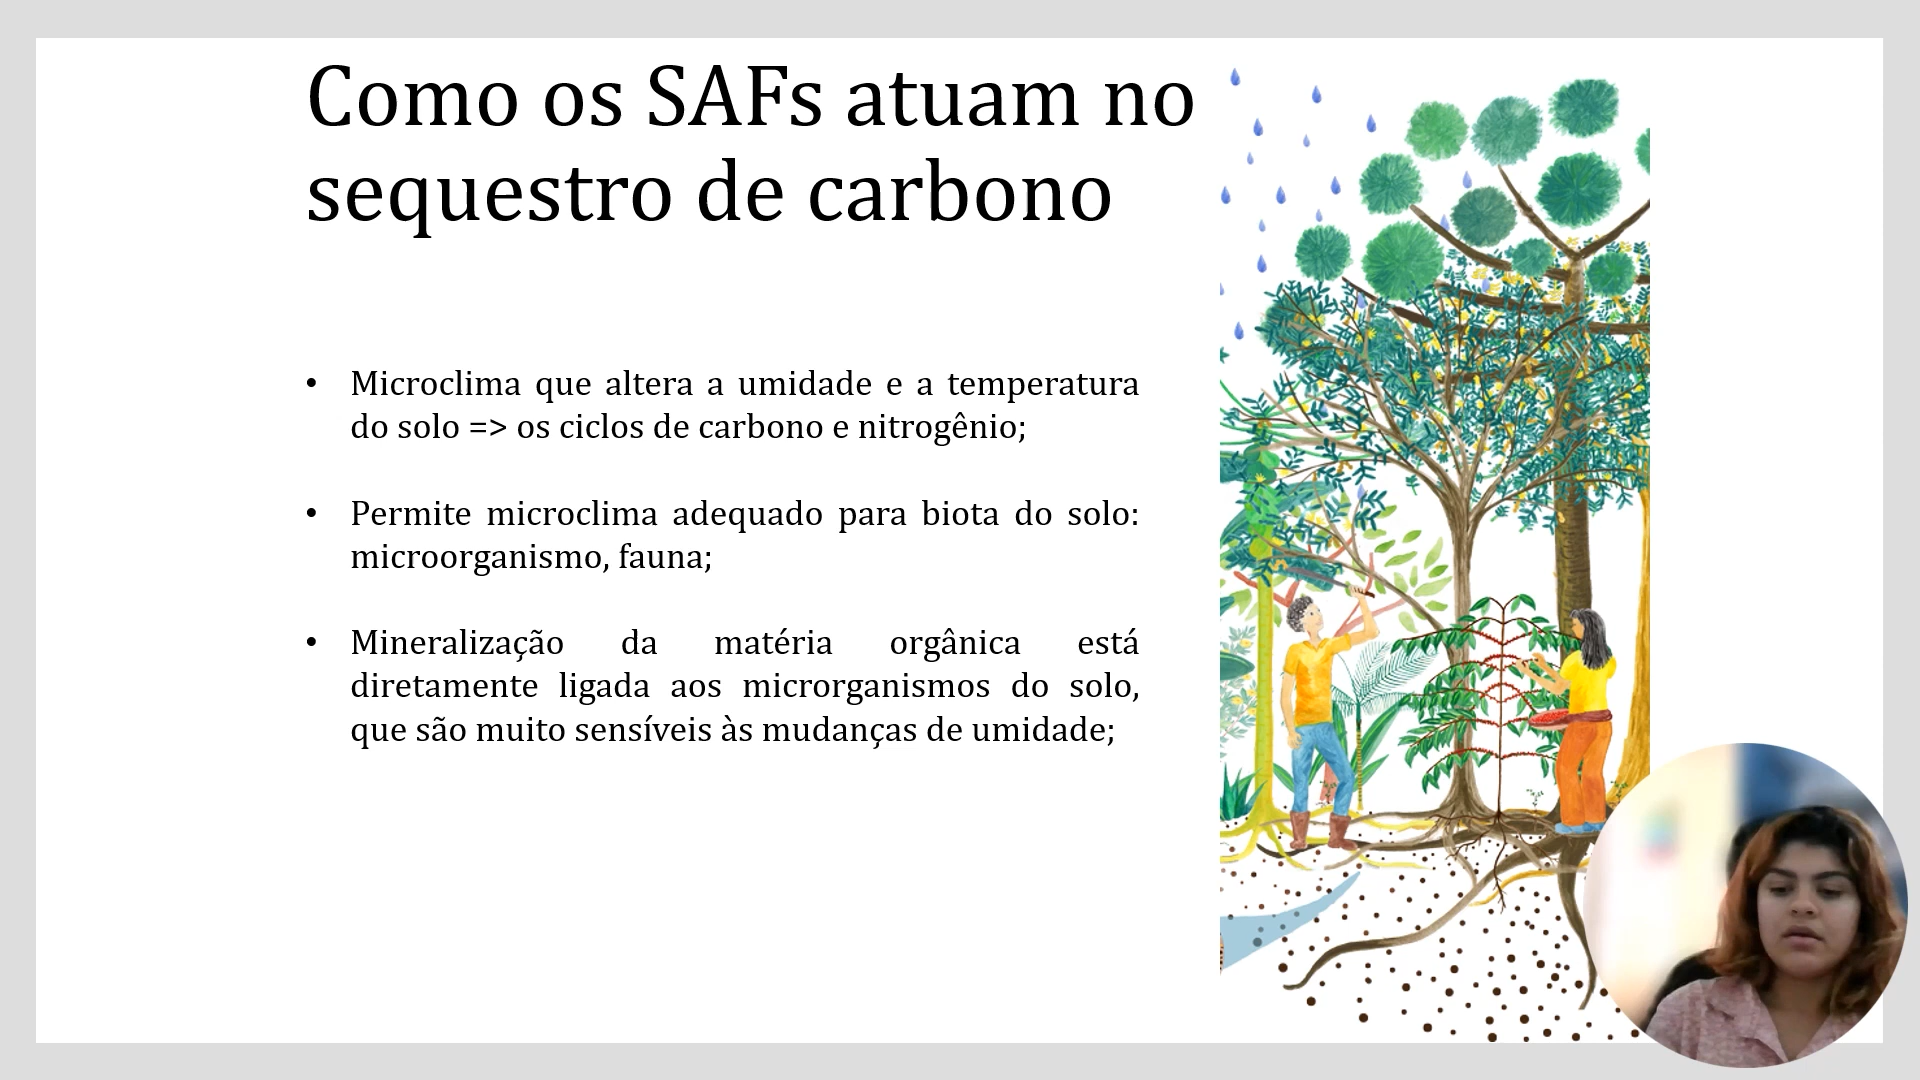 Como os SAFs atuam no
sequestro de carbono
• Microclima que altera a umidade e a temperatura
do solo => os ciclos de carbono e nitrogênio;
• Permite microclima adequado para biota do solo:
microorganismo, fauna;
• Mineralização da matéria orgânica está
diretamente ligada aos microrganismos do solo,
que são muito sensíveis às mudanças de umidade;